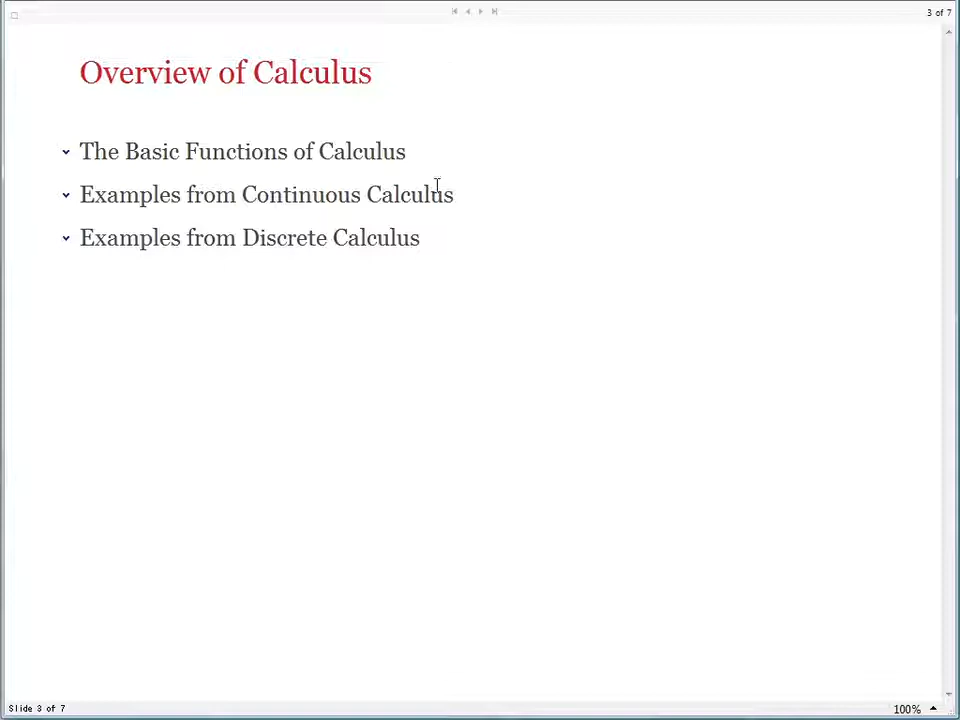 3 of 7
Overview of Calculus
The Basic Functions of Calculus
Examples from Continuous Calculus
Examples from Discrete Calculus
Slide 3 of 7
100%